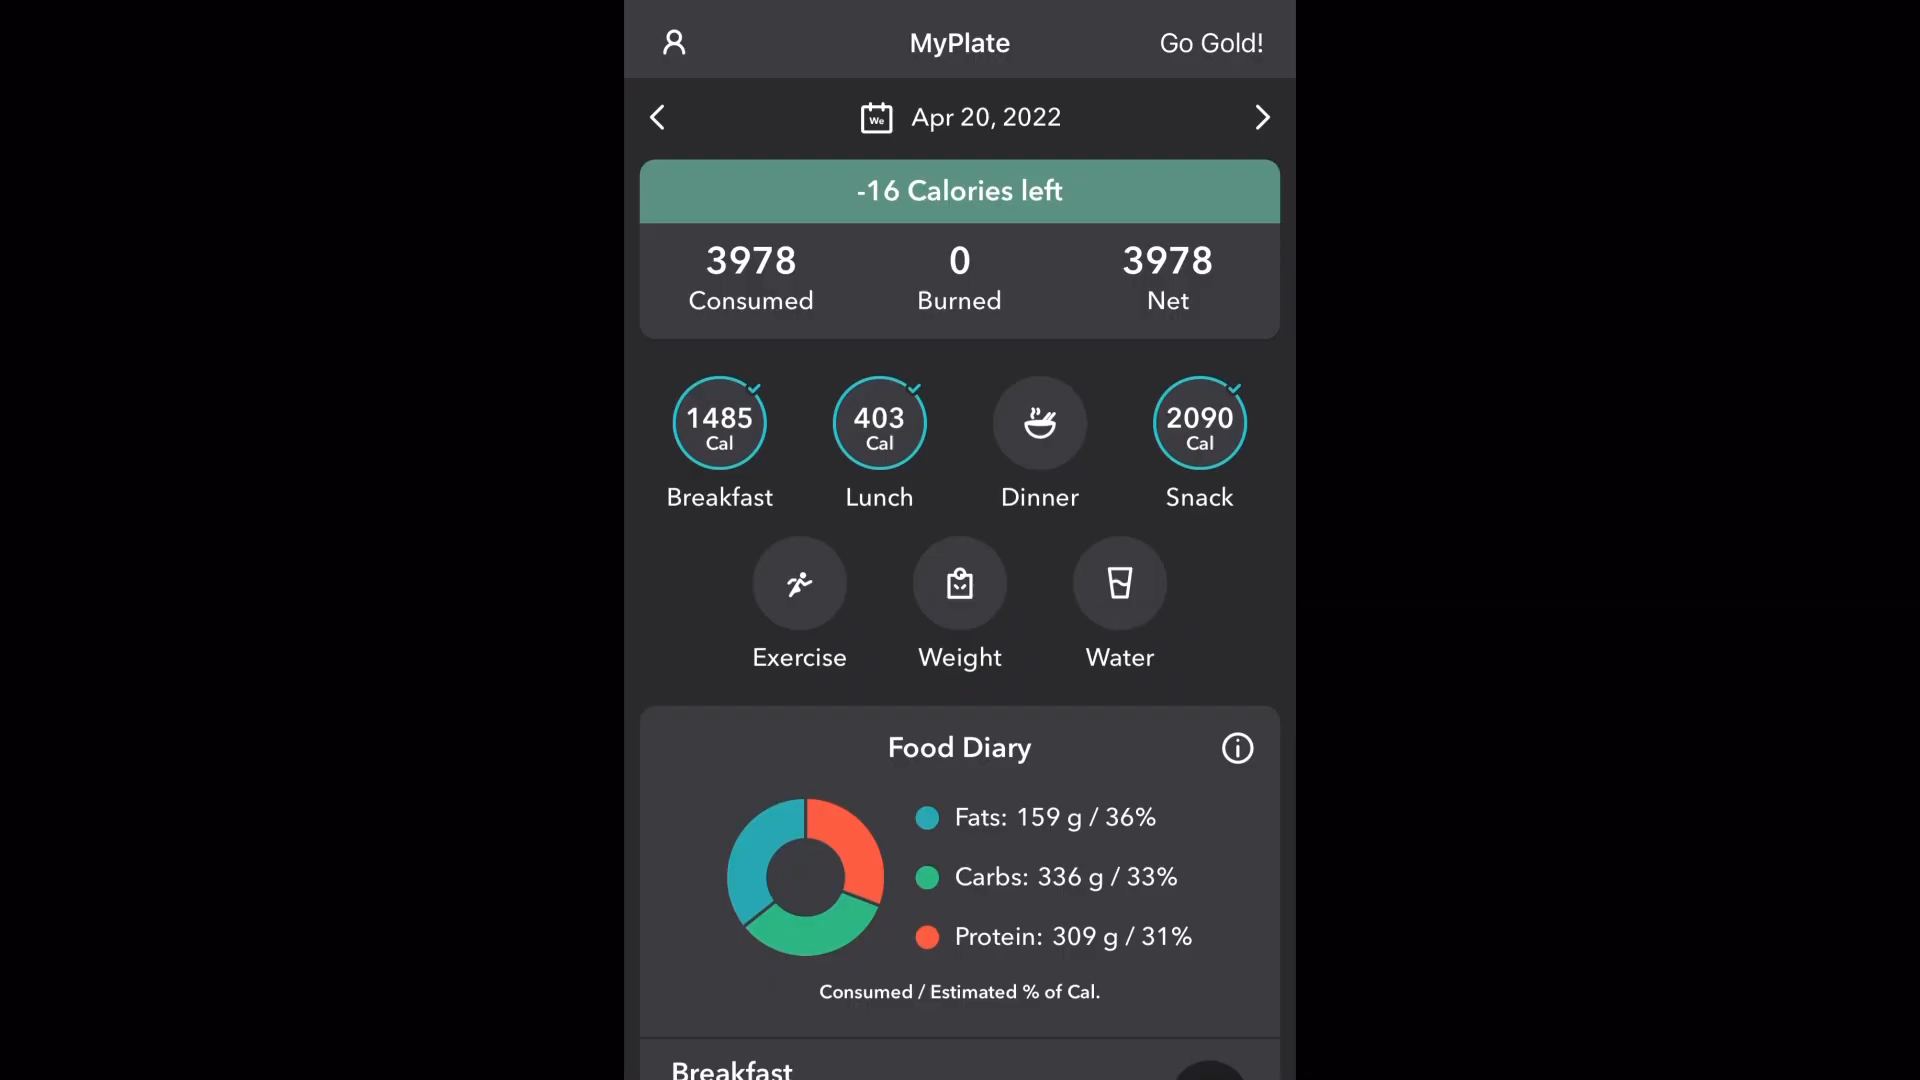 MyPlate Go Gold!
We Apr 20, 2022
-16 Calories left
3978 0 3978
Consumed Burned Net
1485 403 2090
Cal Cal Cal
Breakfast Lunch Dinner Snack
Exercise Weight Water
Food Diary
Fats: 159 g / 36%
Carbs: 336 g / 33%
Protein: 309 g / 31%
Consumed / Estimated % of Cal.
Breakfast